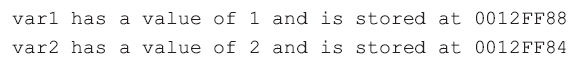 var1 has a value of 1 and is stored at 0012FF88
var2 has a value of 2 and is stored at 0012FF84